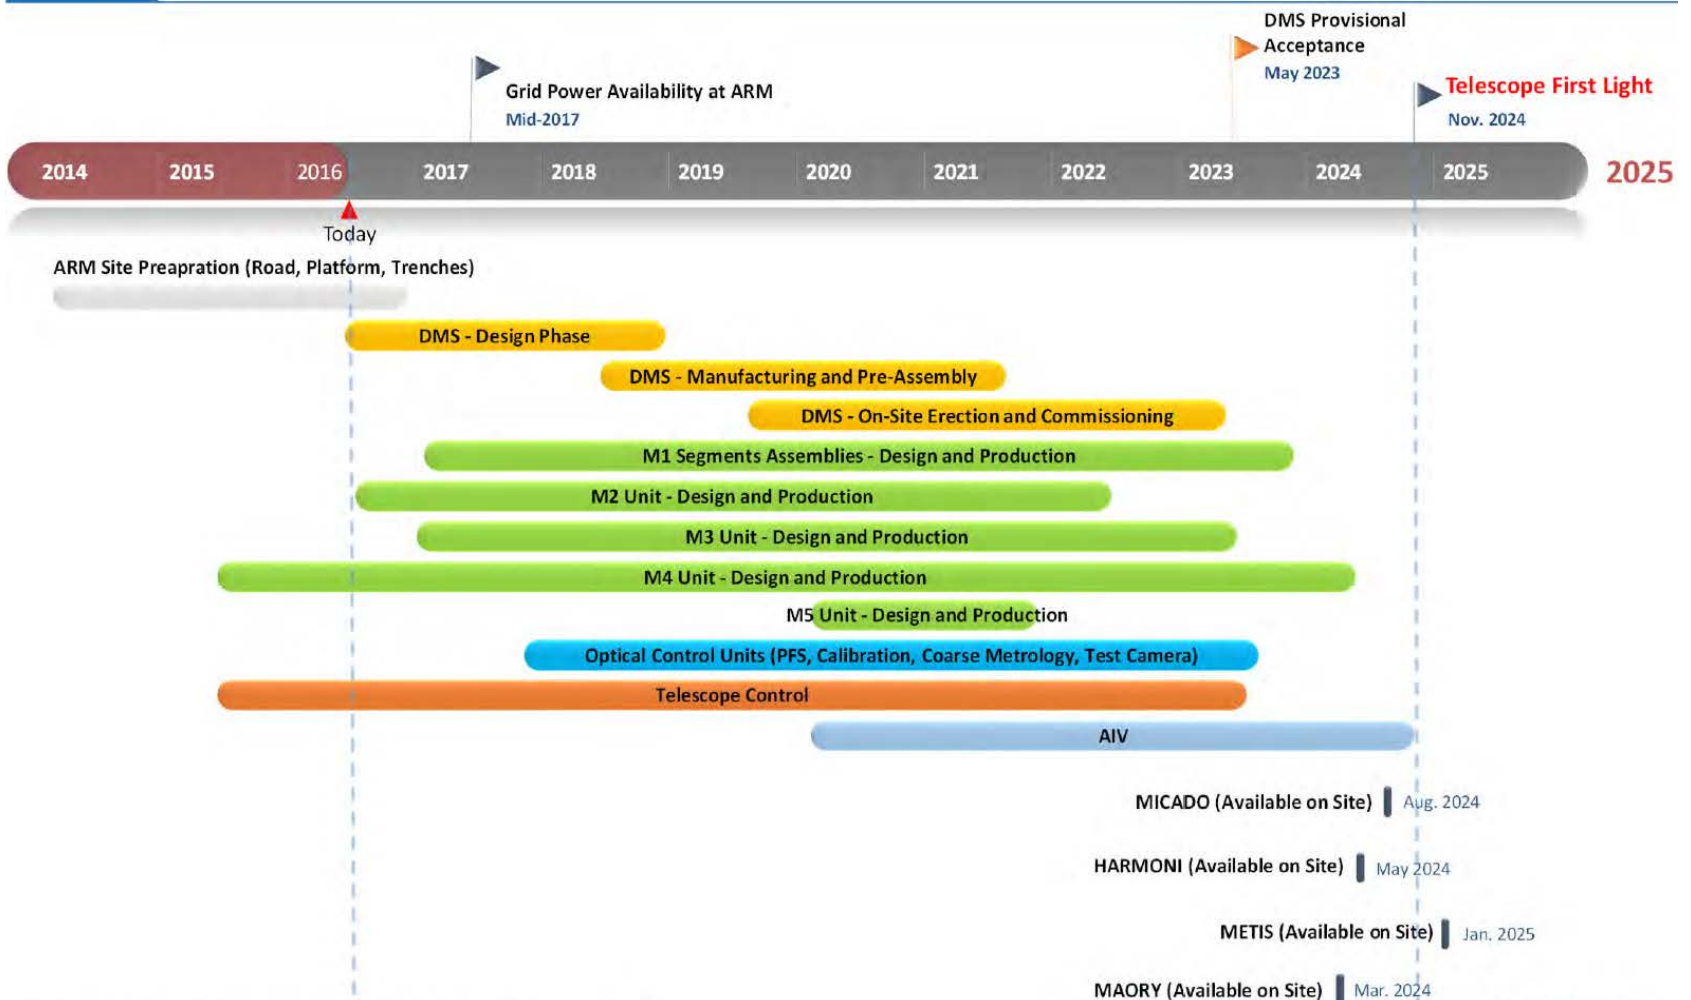 DMS Provisional
Acceptance
May 2023
Grid Power Availability at ARM
Mid-2017
Telescope First Light
Nov. 2024
2014 2015 2016 2017 2018 2019 2020 2021 2022 2023 2024 2025 2025
Today
ARM Site Preapration (Road, Platform, Trenches)
DMS - Design Phase
DMS - Manufacturing and Pre-Assembly
DMS - On-Site Erection and Commissioning
M1 Segments Assemblies - Design and Production
M2 Unit - Design and Production
M3 Unit - Design and Production
M4 Unit - Design and Production
M5 Unit - Design and Production
Optical Control Units (PFS, Calibration, Coarse Metrology, Test Camera)
Telescope Control
AIV
MICADO (Available on Site) Aug. 2024
HARMONI (Available on Site) May 2024
METIS (Available on Site) Jan. 2025
MAORY (Available on Site) Mar. 2024